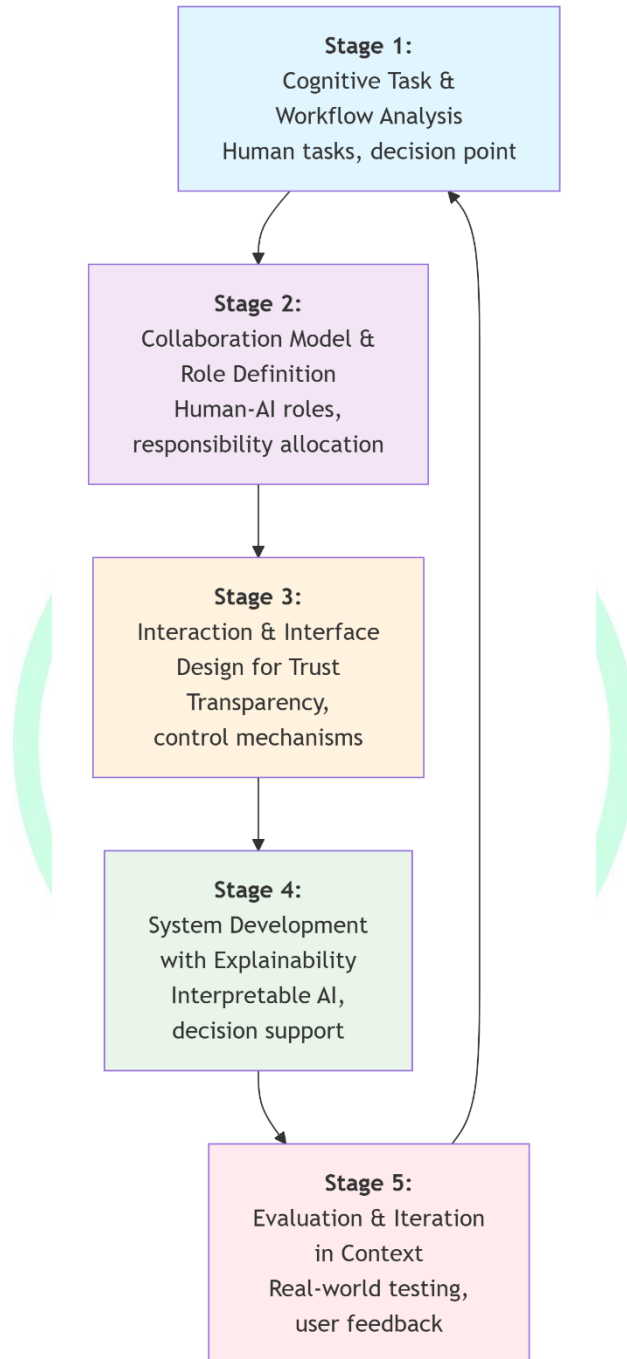 Stage 1:
Cognitive Task &
Workflow Analysis
Human tasks, decision point
Stage 2:
Collaboration Model &
Role Definition
Human-AI roles,
responsibility allocation
Stage 3:
Interaction & Interface
Design for Trust
Transparency,
control mechanisms
Stage 4:
System Development
with Explainability
Interpretable AI,
decision support
Stage 5:
Evaluation & Iteration
in Context
Real-world testing,
user feedback